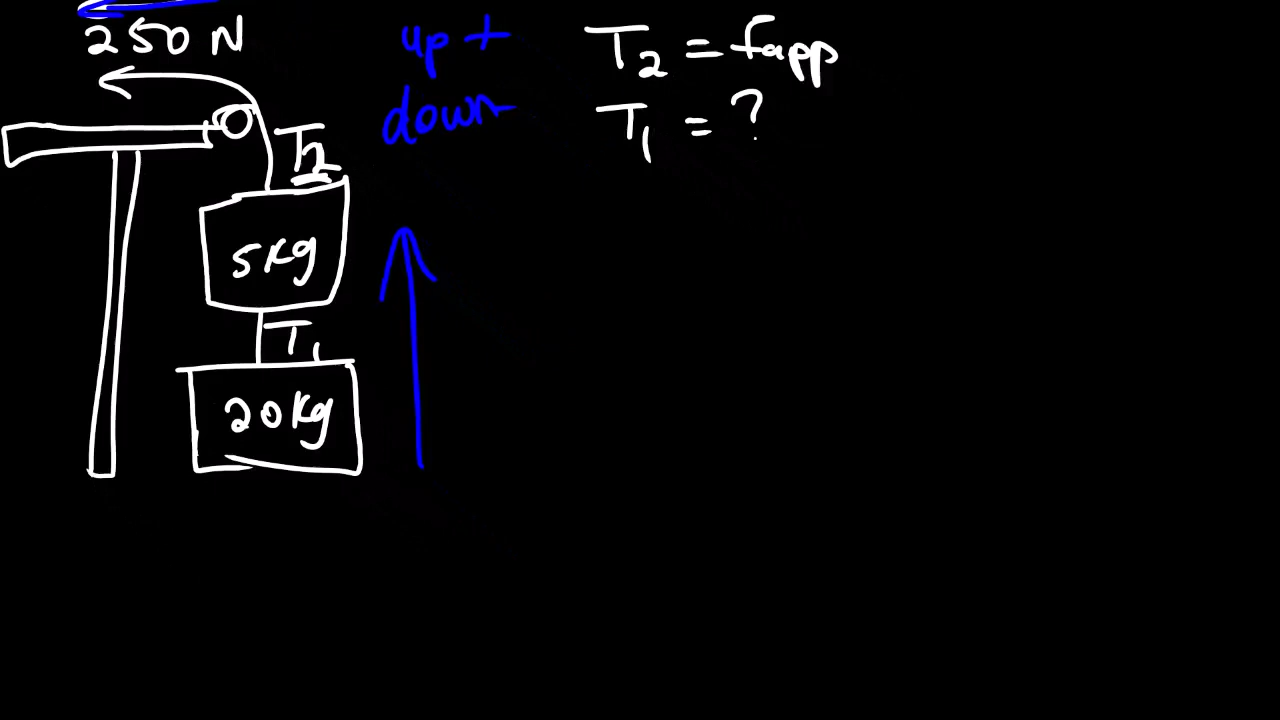 250 N
up +
down -
T2 = fapp
T1 = ?
T2
5kg
T1
20kg